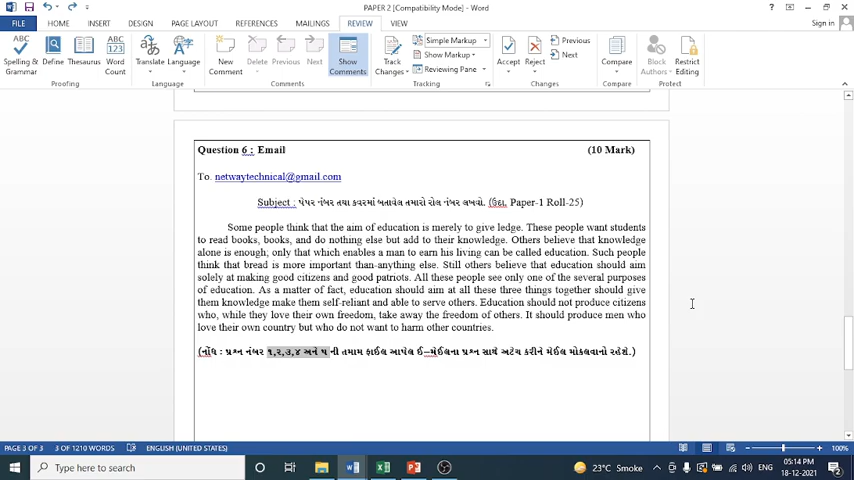 PAPER 2 [Compatibility Mode] - Word
Sign in
FILE HOME INSERT DESIGN PAGE LAYOUT REFERENCES MAILINGS REVIEW VIEW
Spelling & Grammar
Define
Thesaurus
Word Count
Translate
Language
New Comment
Delete
Previous
Next
Show Comments
Track Changes
Simple Markup
Show Markup
Reviewing Pane
Accept
Reject
Previous
Next
Compare
Block Authors
Restrict Editing
Proofing
Language
Comments
Tracking
Changes
Compare
Protect
Question 6 : Email (10 Mark)
To. netwaytechnical@gmail.com
Subject : પેપર નંબર તથા કવરમાં બતાવેલ તમારો રોલ નંબર લખવો. (ઉદા. Paper-1 Roll-25)
Some people think that the aim of education is merely to give ledge. These people want students
to read books, books, and do nothing else but add to their knowledge. Others believe that knowledge
alone is enough, only that which enables a man to earn his living can be called education. Such people
think that bread is more important than-anything else. Still others believe that education should aim
solely at making good citizens and good patriots. All these people see only one of the several purposes
of education. As a matter of fact, education should aim at all these three things together should give
them knowledge make them self-reliant and able to serve others. Education should not produce citizens
who, while they love their own freedom, take away the freedom of others. It should produce men who
love their own country but who do not want to harm other countries.
(નોંધ : પ્રશ્ન નંબર ૧,૨,૩,૪ અને ૫ ની તમામ ફાઈલ આપેલ ઈ–મેઈલના પ્રશ્ન સાથે અટૅચ કરીને મેઈલ મોકલવાનો રહેશે.)
PAGE 3 OF 3 3 OF 1210 WORDS ENGLISH (UNITED STATES) 100%
Type here to search
23°C Smoke
ENG
05:14 PM
18-12-2021
2